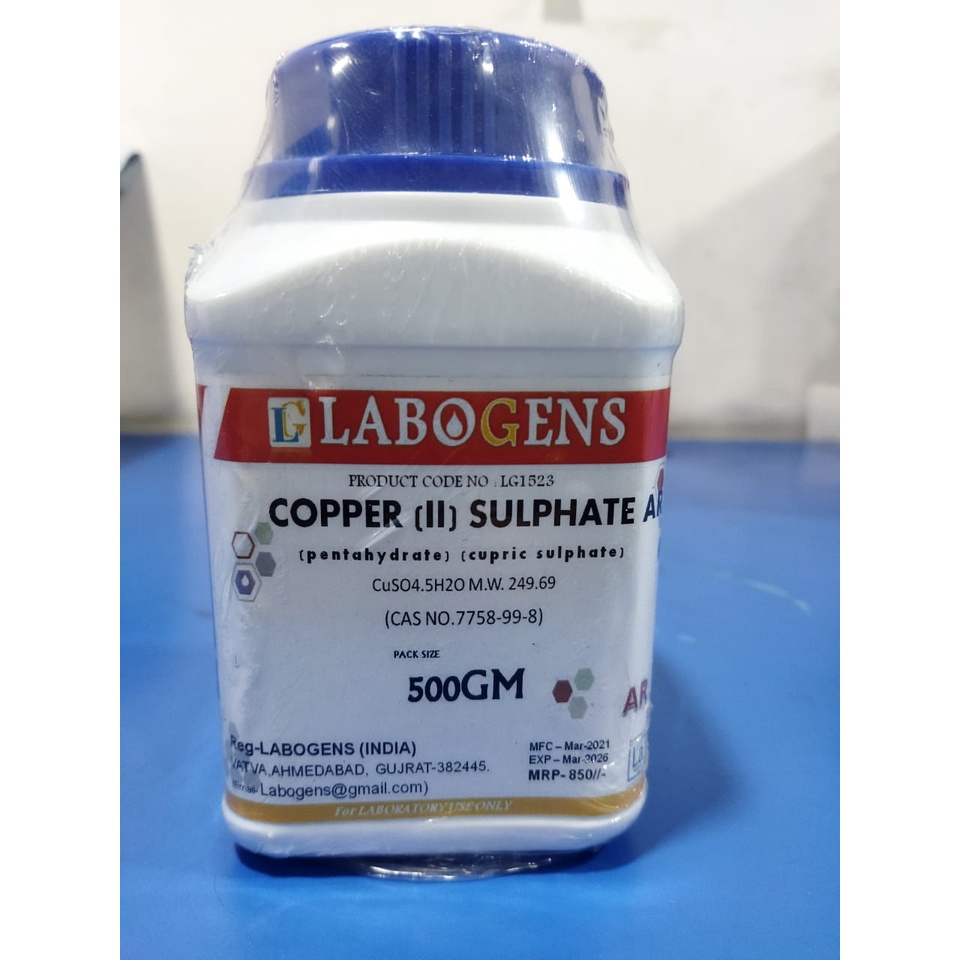 LG LABOGENS
PRODUCT CODE NO : LG1523
COPPER (II) SULPHATE AR
(pentahydrate) (cupric sulphate)
CuSO4.5H2O M.W. 249.69
(CAS NO.7758-99-8)
PACK SIZE
500GM
AR
Reg-LABOGENS (INDIA)
VATVA,AHMEDABAD, GUJRAT-382445.
Labogens@gmail.com)
MFC – Mar-2021
EXP – Mar-2026
MRP- 850//-
For LABORATORY USE ONLY